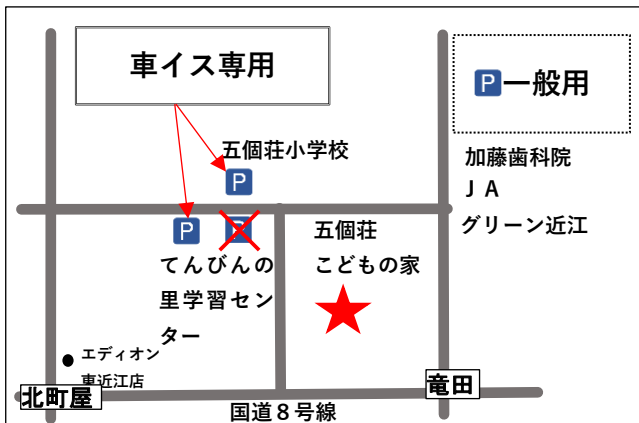 車イス専用
P一般用
五個荘小学校
P
加藤歯科院
ＪＡ
グリーン近江
P
P
五個荘
こどもの家
てんびんの
里学習セン
ター
エディオン
東近江店
北町屋
竜田
国道８号線